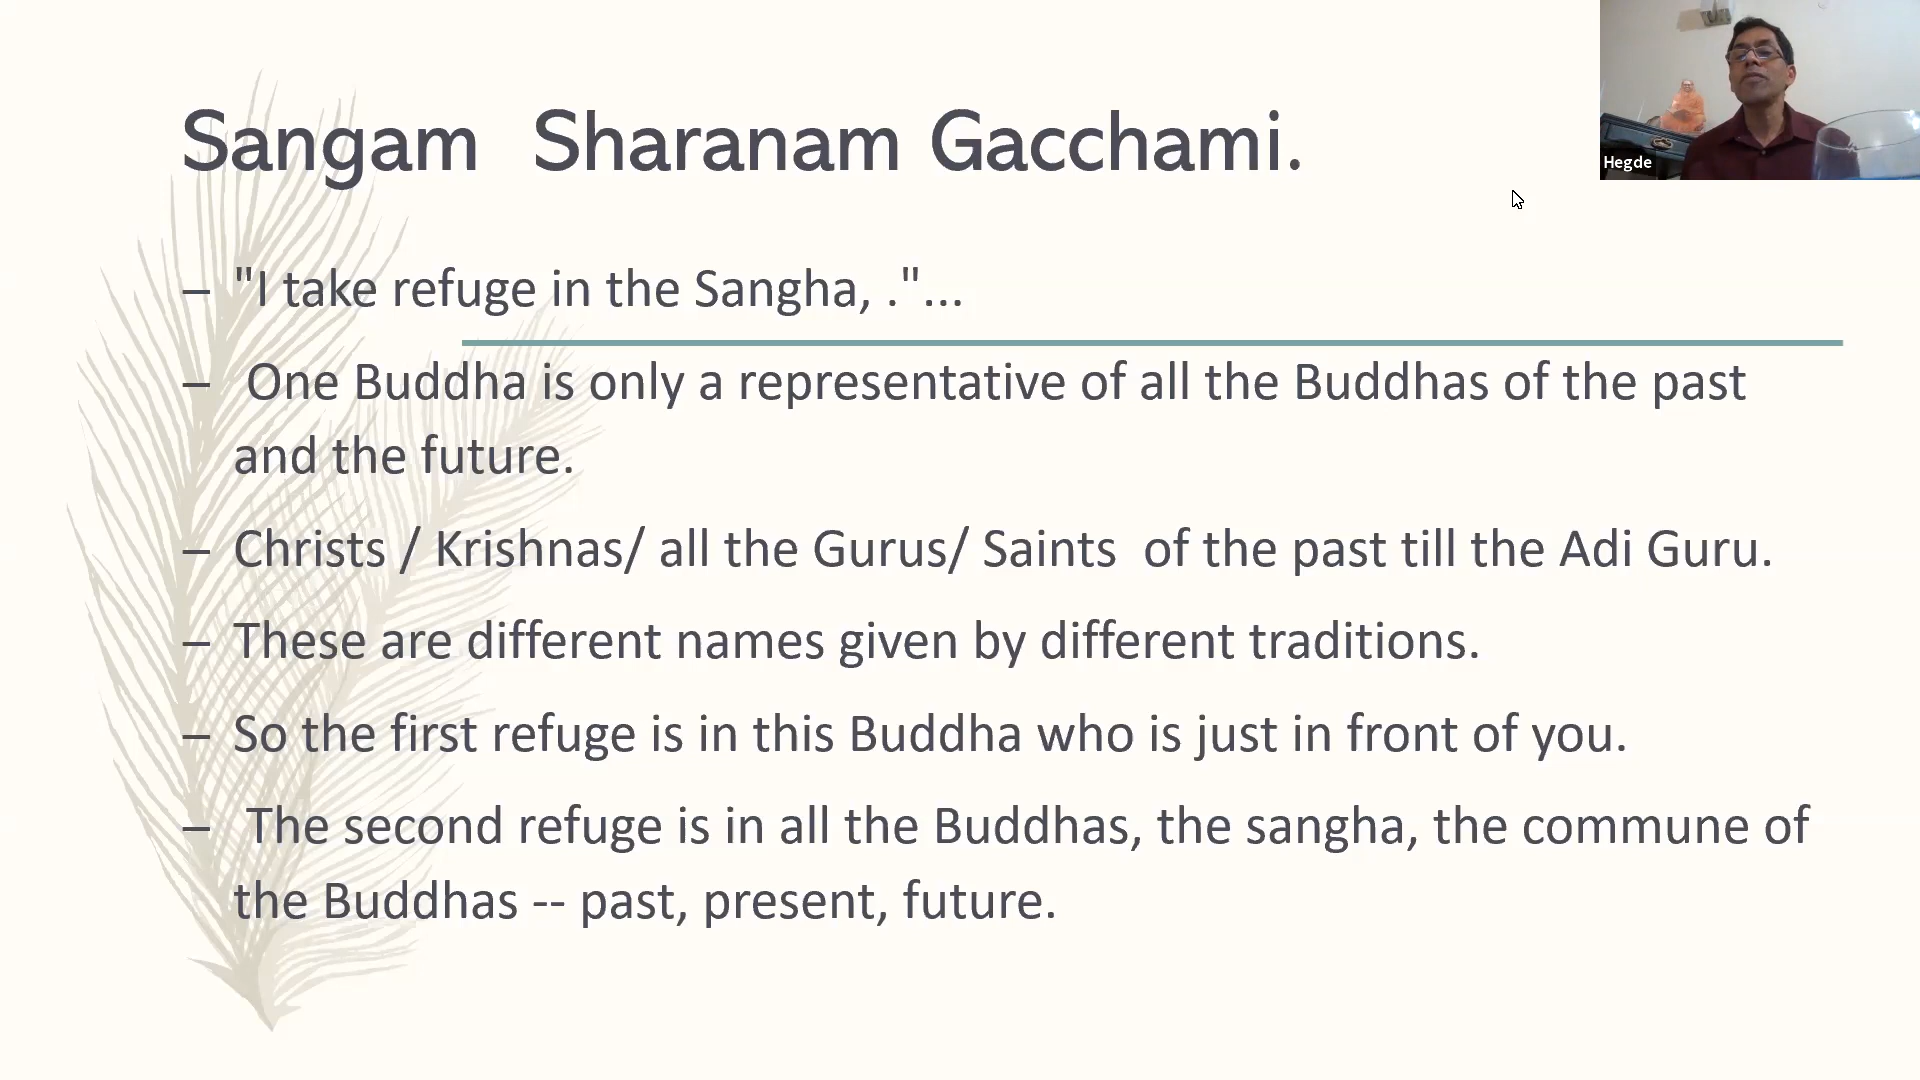 Sangam Sharanam Gacchami.
Hegde
– "I take refuge in the Sangha, ."...
– One Buddha is only a representative of all the Buddhas of the past
and the future.
– Christs / Krishnas/ all the Gurus/ Saints of the past till the Adi Guru.
– These are different names given by different traditions.
– So the first refuge is in this Buddha who is just in front of you.
– The second refuge is in all the Buddhas, the sangha, the commune of
the Buddhas -- past, present, future.